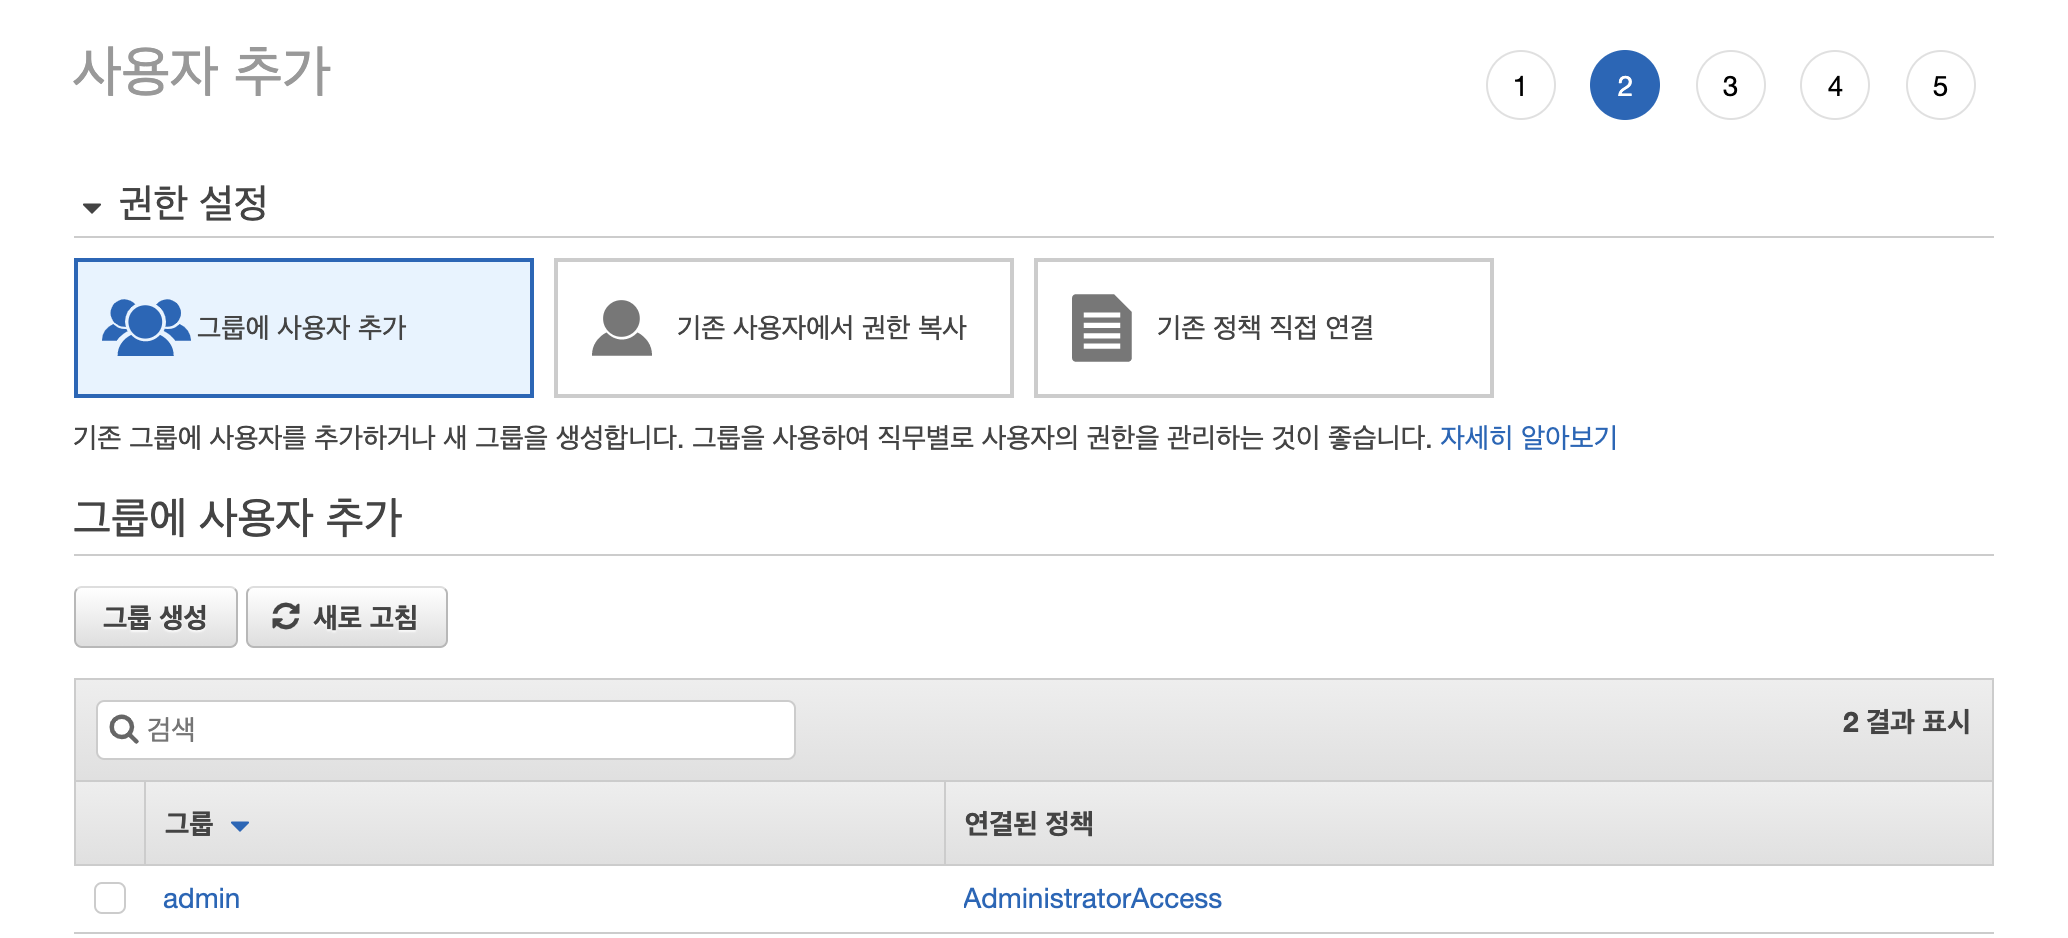 사용자 추가
1 2 3 4 5
권한 설정
그룹에 사용자 추가
기존 사용자에서 권한 복사
기존 정책 직접 연결
기존 그룹에 사용자를 추가하거나 새 그룹을 생성합니다. 그룹을 사용하여 직무별로 사용자의 권한을 관리하는 것이 좋습니다. 자세히 알아보기
그룹에 사용자 추가
그룹 생성
새로 고침
검색
2 결과 표시
그룹
연결된 정책
admin
AdministratorAccess